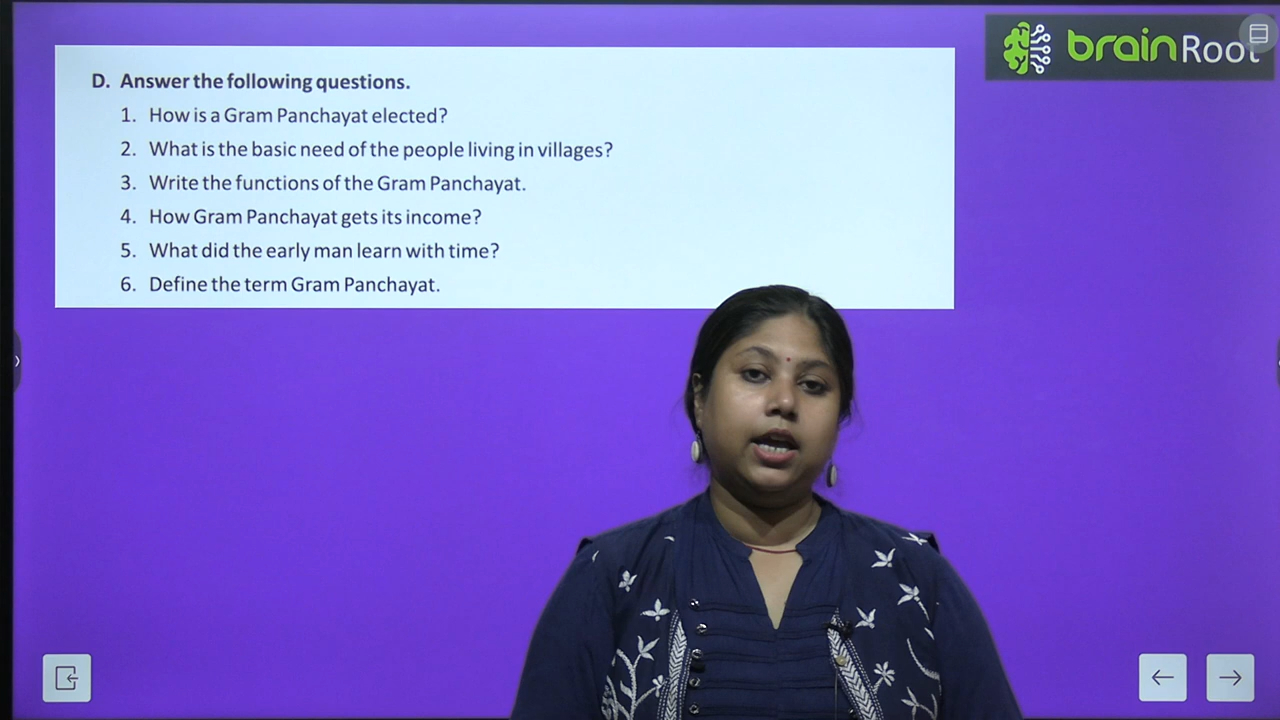 brainRoot
D. Answer the following questions.
1. How is a Gram Panchayat elected?
2. What is the basic need of the people living in villages?
3. Write the functions of the Gram Panchayat.
4. How Gram Panchayat gets its income?
5. What did the early man learn with time?
6. Define the term Gram Panchayat.